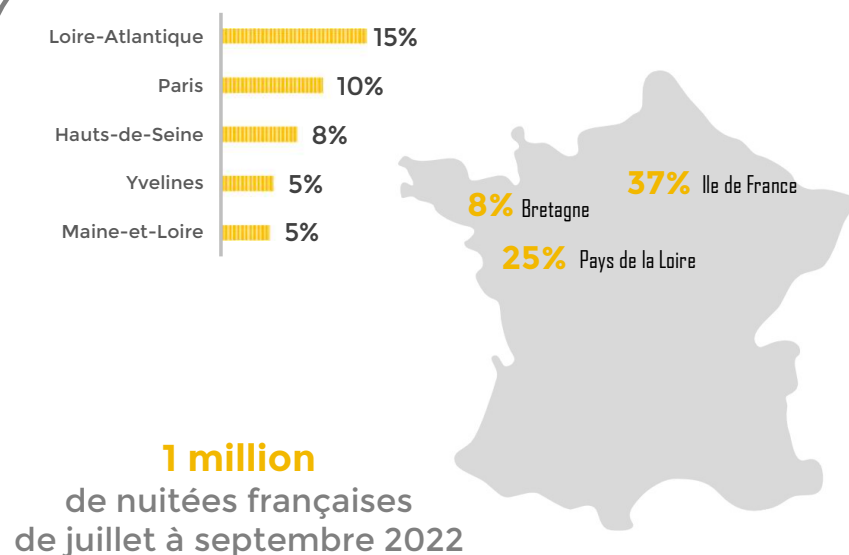 Loire-Atlantique 15%
Paris 10%
Hauts-de-Seine 8%
Yvelines 5%
Maine-et-Loire 5%
37% Ile de France
8% Bretagne
25% Pays de la Loire
1 million
de nuitées françaises
de juillet à septembre 2022